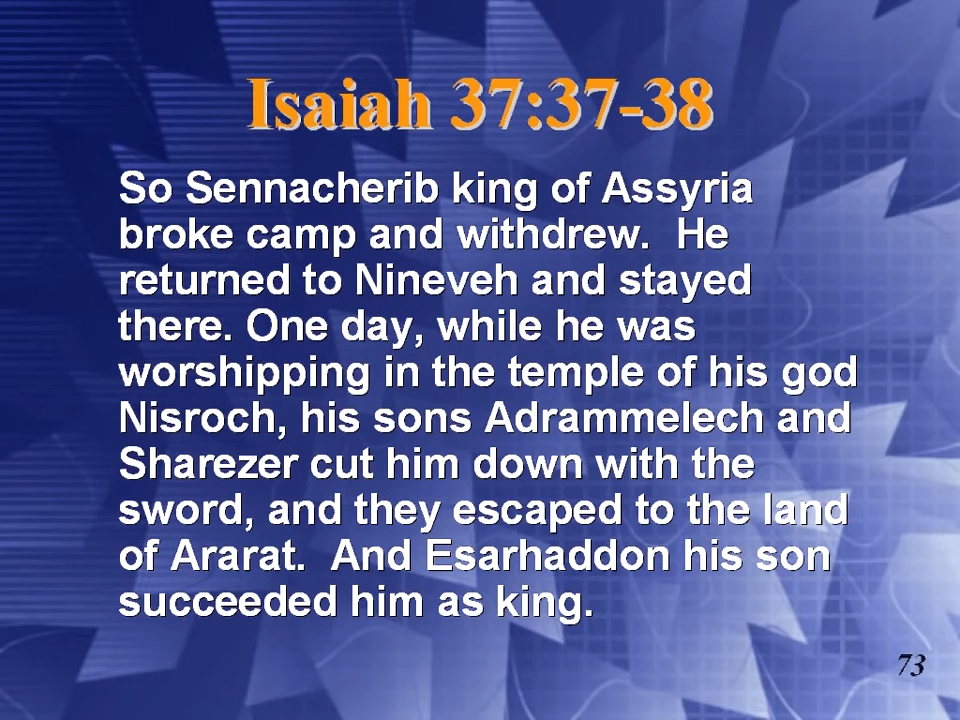 Isaiah 37:37-38
So Sennacherib king of Assyria
broke camp and withdrew.  He
returned to Nineveh and stayed
there. One day, while he was
worshipping in the temple of his god
Nisroch, his sons Adrammelech and
Sharezer cut him down with the
sword, and they escaped to the land
of Ararat.  And Esarhaddon his son
succeeded him as king.
73